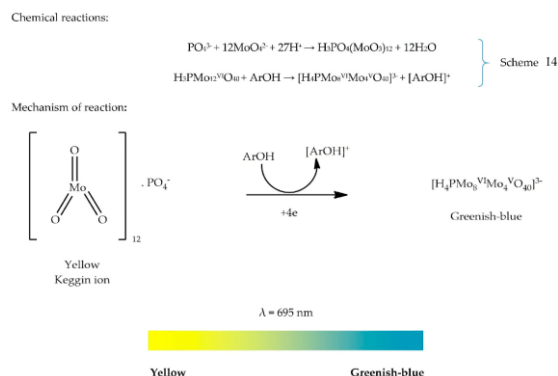 Chemical reactions:
PO₄³⁻ + 12MoO₄²⁻ + 27H⁺ → H₃PO₄(MoO₃)₁₂ + 12H₂O
H₃PMo₁₂ⱽᴵO₄₀ + ArOH → [H₄PMo₈ⱽᴵMo₄ⱽO₄₀]³⁻ + [ArOH]⁺
Scheme 14
Mechanism of reaction:
O
Mo
O O
12
. PO₄⁻
ArOH [ArOH]⁺
+4e
[H₄PMo₈ⱽᴵMo₄ⱽO₄₀]³⁻
Greenish-blue
Yellow
Keggin ion
λ = 695 nm
Yellow Greenish-blue